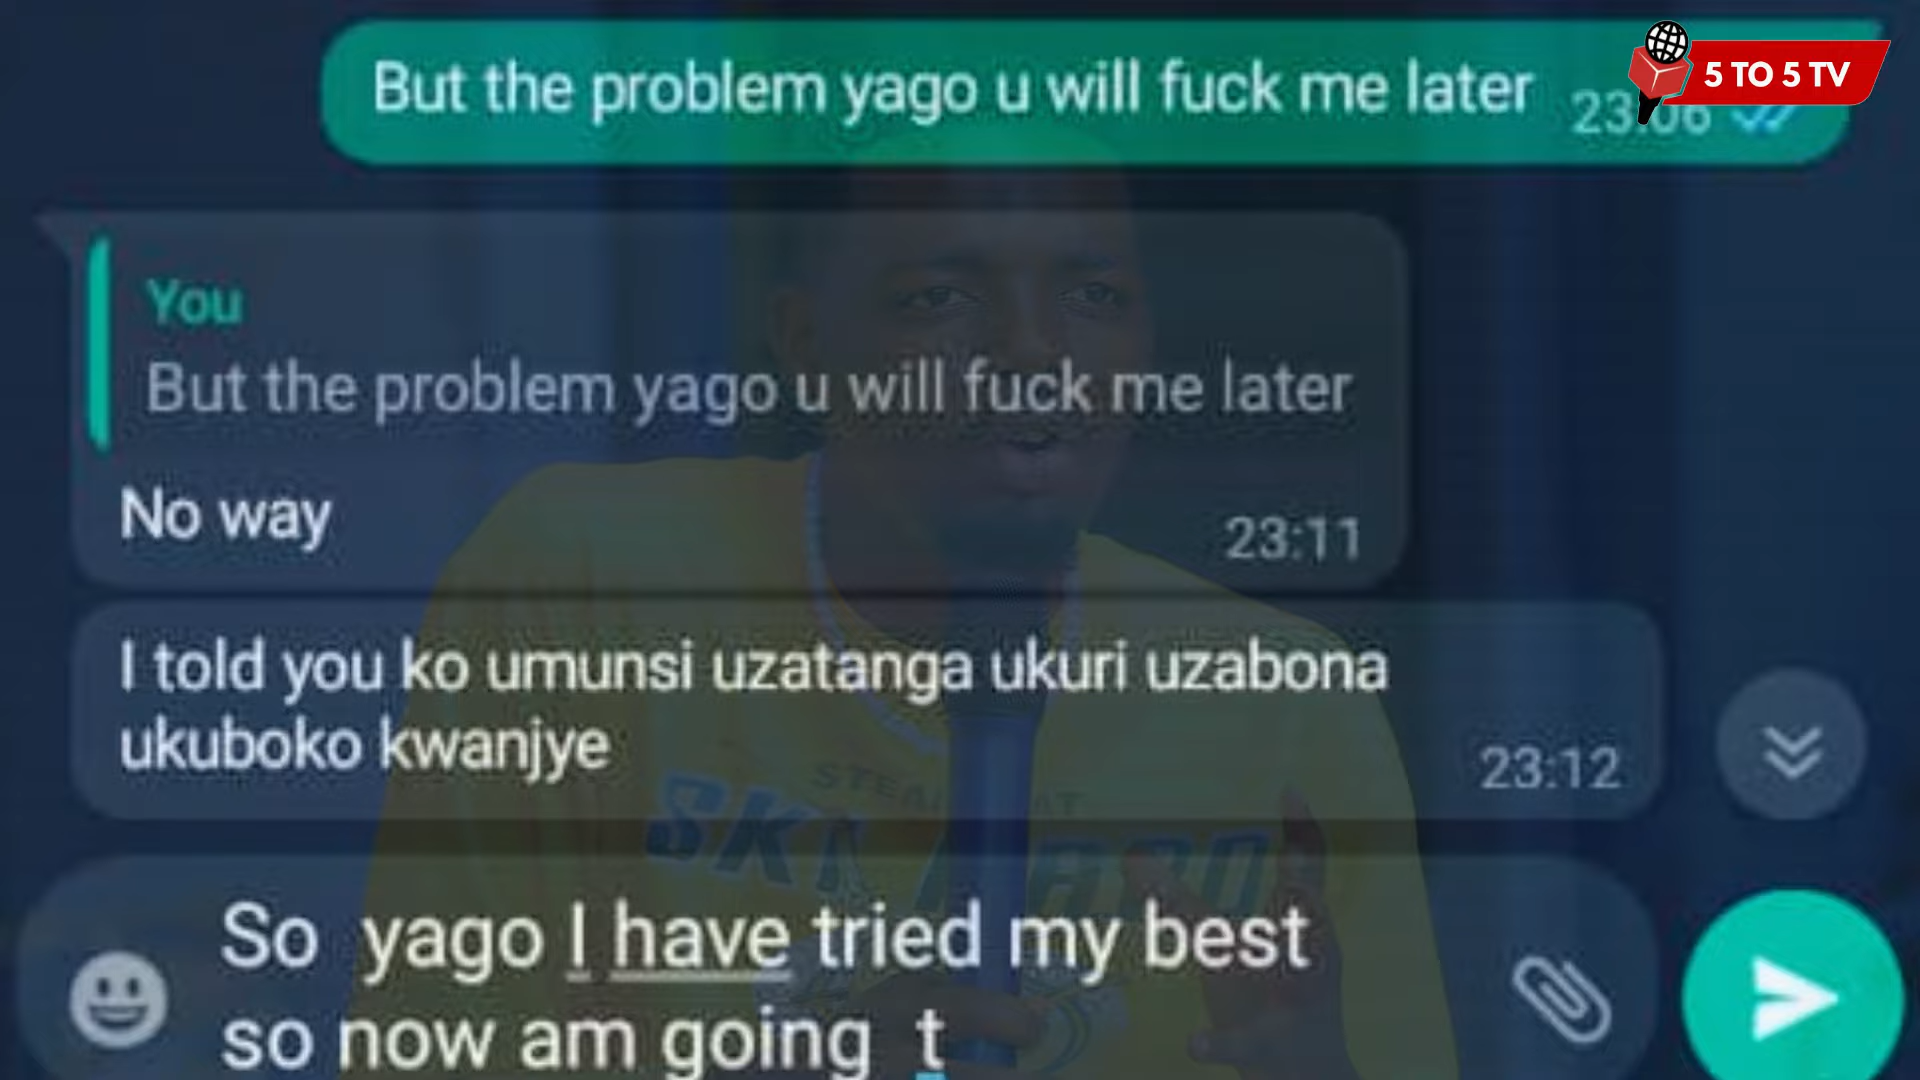 But the problem yago u will fuck me later
23:06
5 TO 5 TV
You
But the problem yago u will fuck me later
No way
23:11
I told you ko umunsi uzatanga ukuri uzabona
ukuboko kwanjye
23:12
So yago I have tried my best
so now am going t